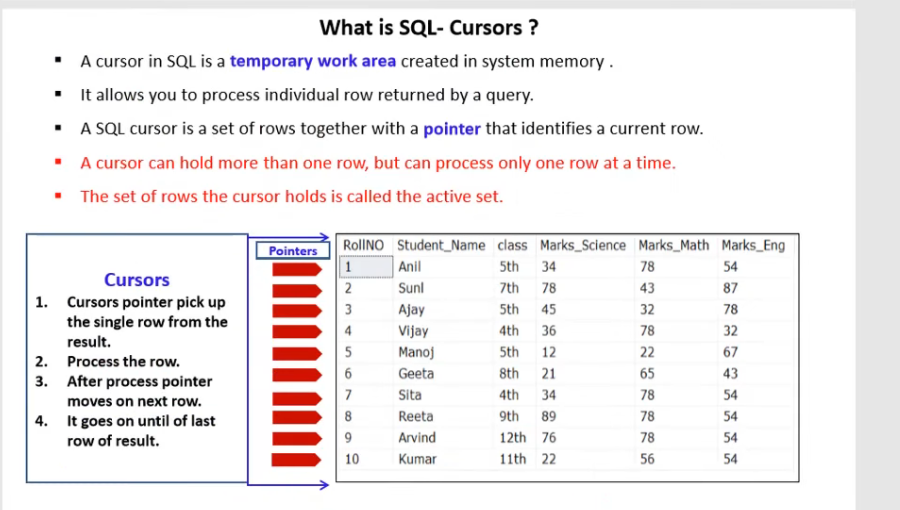 What is SQL- Cursors ?
▪ A cursor in SQL is a temporary work area created in system memory .
▪ It allows you to process individual row returned by a query.
▪ A SQL cursor is a set of rows together with a pointer that identifies a current row.
▪ A cursor can hold more than one row, but can process only one row at a time.
▪ The set of rows the cursor holds is called the active set.
Cursors
1. Cursors pointer pick up
the single row from the
result.
2. Process the row.
3. After process pointer
moves on next row.
4. It goes on until of last
row of result.
Pointers
RollNO Student_Name class Marks_Science Marks_Math Marks_Eng
1 Anil 5th 34 78 54
2 Sunl 7th 78 43 87
3 Ajay 5th 45 32 78
4 Vijay 4th 36 78 32
5 Manoj 5th 12 22 67
6 Geeta 8th 21 65 43
7 Sita 4th 34 78 54
8 Reeta 9th 89 78 54
9 Arvind 12th 76 78 54
10 Kumar 11th 22 56 54